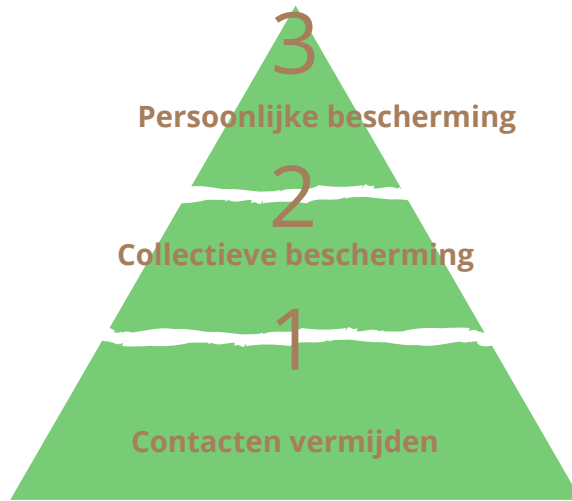 3
Persoonlijke bescherming
2
Collectieve bescherming
1
Contacten vermijden